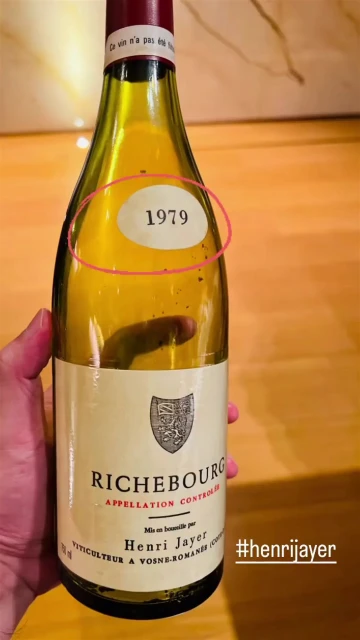 Ce vin n'a pas été
1979
RICHEBOURG
APPELLATION CONTROLÉE
Mis en bouteille par
Henri Jayer
VITICULTEUR A VOSNE-ROMANÉE
#henrijayer